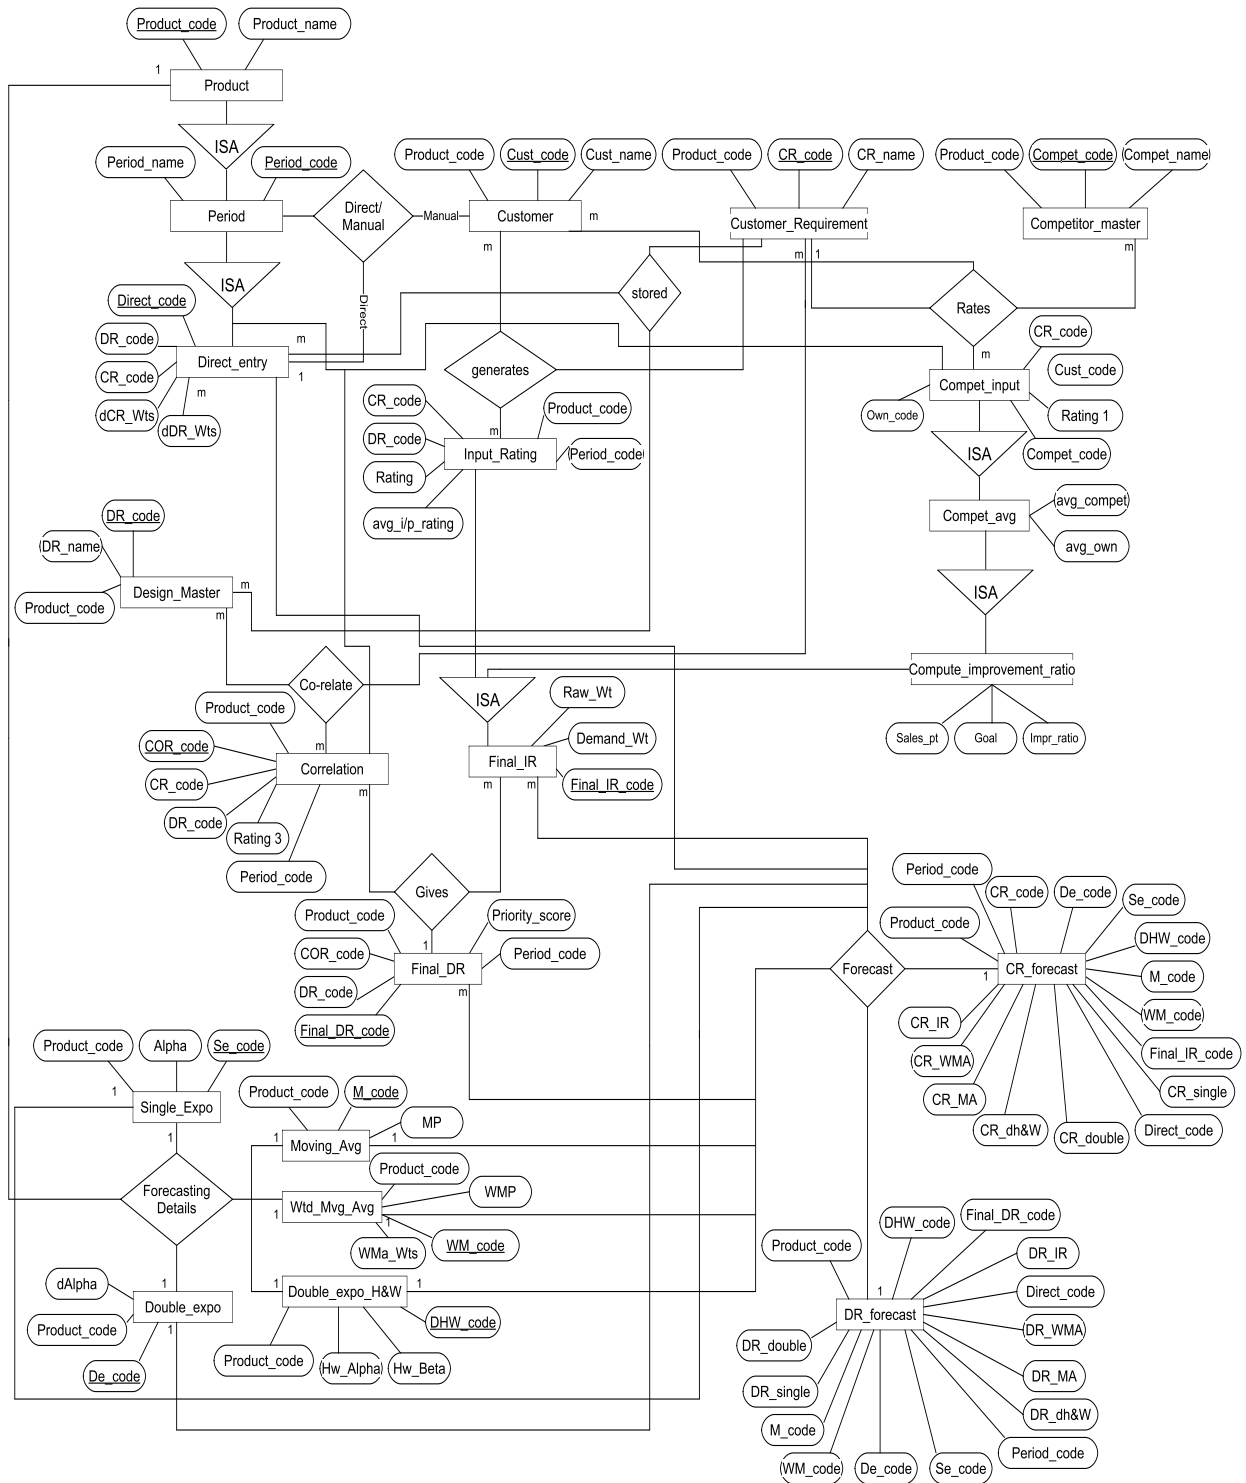 Product_code
Product_name
1
Product
ISA
Period_name
Period_code
Period
Direct/
Manual
Manual
Product_code
Cust_code
Cust_name
Customer
m
m
Product_code
CR_code
CR_name
Customer_Requirement
m
1
Product_code
Compet_code
Compet_name
Competitor_master
m
ISA
Direct
stored
Rates
m
Direct_code
DR_code
CR_code
dCR_Wts
dDR_Wts
Direct_entry
m
1
m
generates
m
CR_code
DR_code
Rating
avg_i/p_rating
Input_Rating
Product_code
Period_code
CR_code
Cust_code
Compet_input
Own_code
Rating 1
Compet_code
ISA
Compet_avg
avg_compet
avg_own
ISA
DR_code
DR_name
Product_code
Design_Master
m
m
Compute_improvement_ratio
Sales_pt
Goal
Impr_ratio
Co-relate
m
Product_code
COR_code
CR_code
DR_code
Rating 3
Period_code
Correlation
m
ISA
Raw_Wt
Demand_Wt
Final_IR
Final_IR_code
m
m
Gives
1
Product_code
COR_code
DR_code
Final_DR_code
Final_DR
Priority_score
Period_code
m
Forecast
1
Period_code
CR_code
De_code
Se_code
Product_code
DHW_code
CR_forecast
M_code
WM_code
CR_IR
CR_WMA
CR_MA
CR_dh&W
CR_double
Direct_code
CR_single
Final_IR_code
Product_code
Alpha
Se_code
1
Single_Expo
1
Product_code
M_code
MP
Moving_Avg
1
1
Forecasting
Details
Product_code
WMP
Wtd_Mvg_Avg
1
1
WMa_Wts
WM_code
dAlpha
1
Double_expo
1
Product_code
De_code
1
Double_expo_H&W
1
DHW_code
Product_code
Hw_Alpha
Hw_Beta
Product_code
DHW_code
Final_DR_code
DR_IR
1
DR_forecast
Direct_code
DR_WMA
DR_double
DR_MA
DR_single
DR_dh&W
M_code
Period_code
WM_code
De_code
Se_code